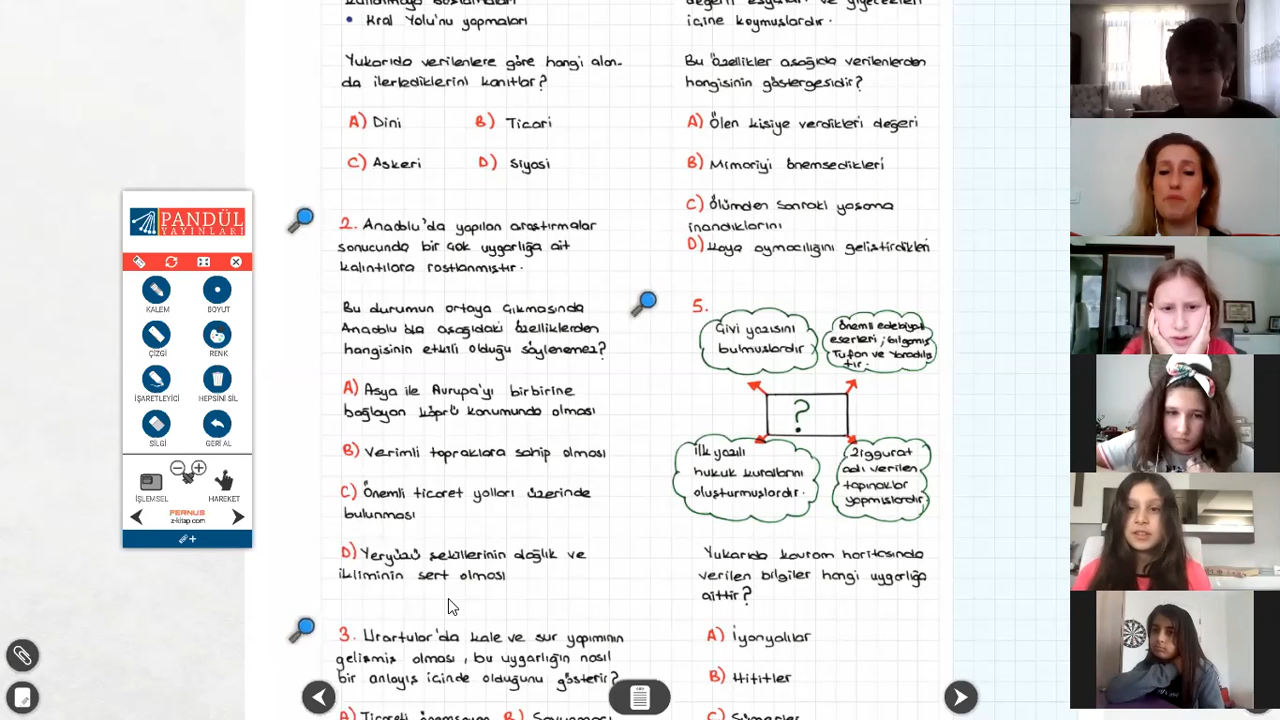 • Kral Yolu'nu yapmaları
Yukarıda verilenlere göre hangi alan-
da ilerlediklerini kanıtlar?
A) Dini B) Ticari
C) Askeri D) Siyasi
2. Anadolu'da yapılan araştırmalar
sonucunda bir çok uygarlığa ait
kalıntılara rastlanmıştır.
Bu durumun ortaya çıkmasında
Anadolu'da aşağıdaki özelliklerden
hangisinin etkili olduğu söylenemez?
A) Asya ile Avrupa'yı birbirine
bağlayan köprü konumunda olması
B) Verimli topraklara sahip olması
C) Önemli ticaret yolları üzerinde
bulunması
D) Yeryüzü şekillerinin dağlık ve
ikliminin sert olması
3. Urartular'da kale ve sur yapımının
gelişmiş olması, bu uygarlığın nasıl
bir anlayış içinde olduğunu gösterir?
içine koymuşlardır.
Bu özellikler aşağıda verilenlerden
hangisinin göstergesidir?
A) Ölen kişiye verdikleri değeri
B) Mimariyi önemsedikleri
C) Ölümden sonraki yaşama
inandıklarını
D) Kaya oymacılığını geliştirdikleri
5.
Çivi yazısını
bulmuşlardır
Önemli edebiyat
eserleri; Gılgamış
Tufan ve Yaradılış
tır.
?
İlk yazılı
hukuk kurallarını
oluşturmuşlardır.
Ziggurat
adı verilen
tapınaklar
yapmışlardır
Yukarıda kavram haritasında
verilen bilgiler hangi uygarlığa
aittir?
A) İyonyalılar
B) Hititler
C) Sümerler
PANDÜL
YAYINLARI
KALEM BOYUT
ÇİZGİ RENK
İŞARETLEYİCİ HEPSİNİ SİL
SİLGİ GERİ AL
İŞLEMSEL HAREKET
FERNUS
z-kitap.com